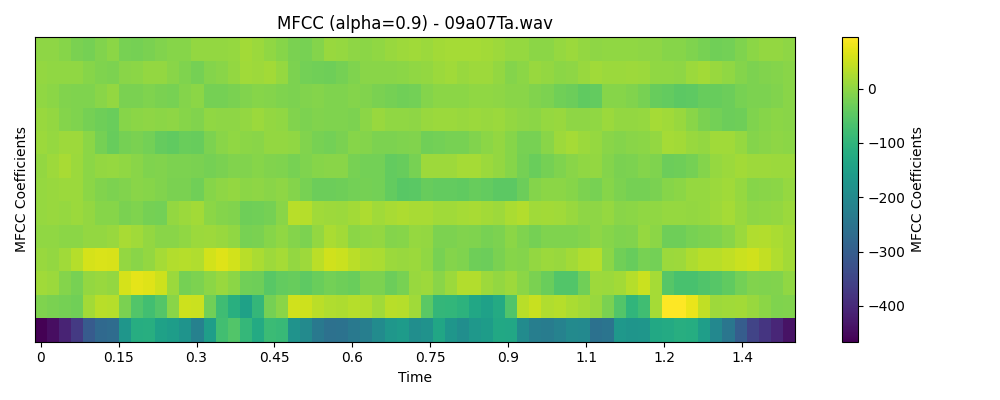 MFCC (alpha=0.9) - 09a07Ta.wav
MFCC Coefficients
0 0.15 0.3 0.45 0.6 0.75 0.9 1.1 1.2 1.4
Time
0
−100
−200
−300
−400
MFCC Coefficients